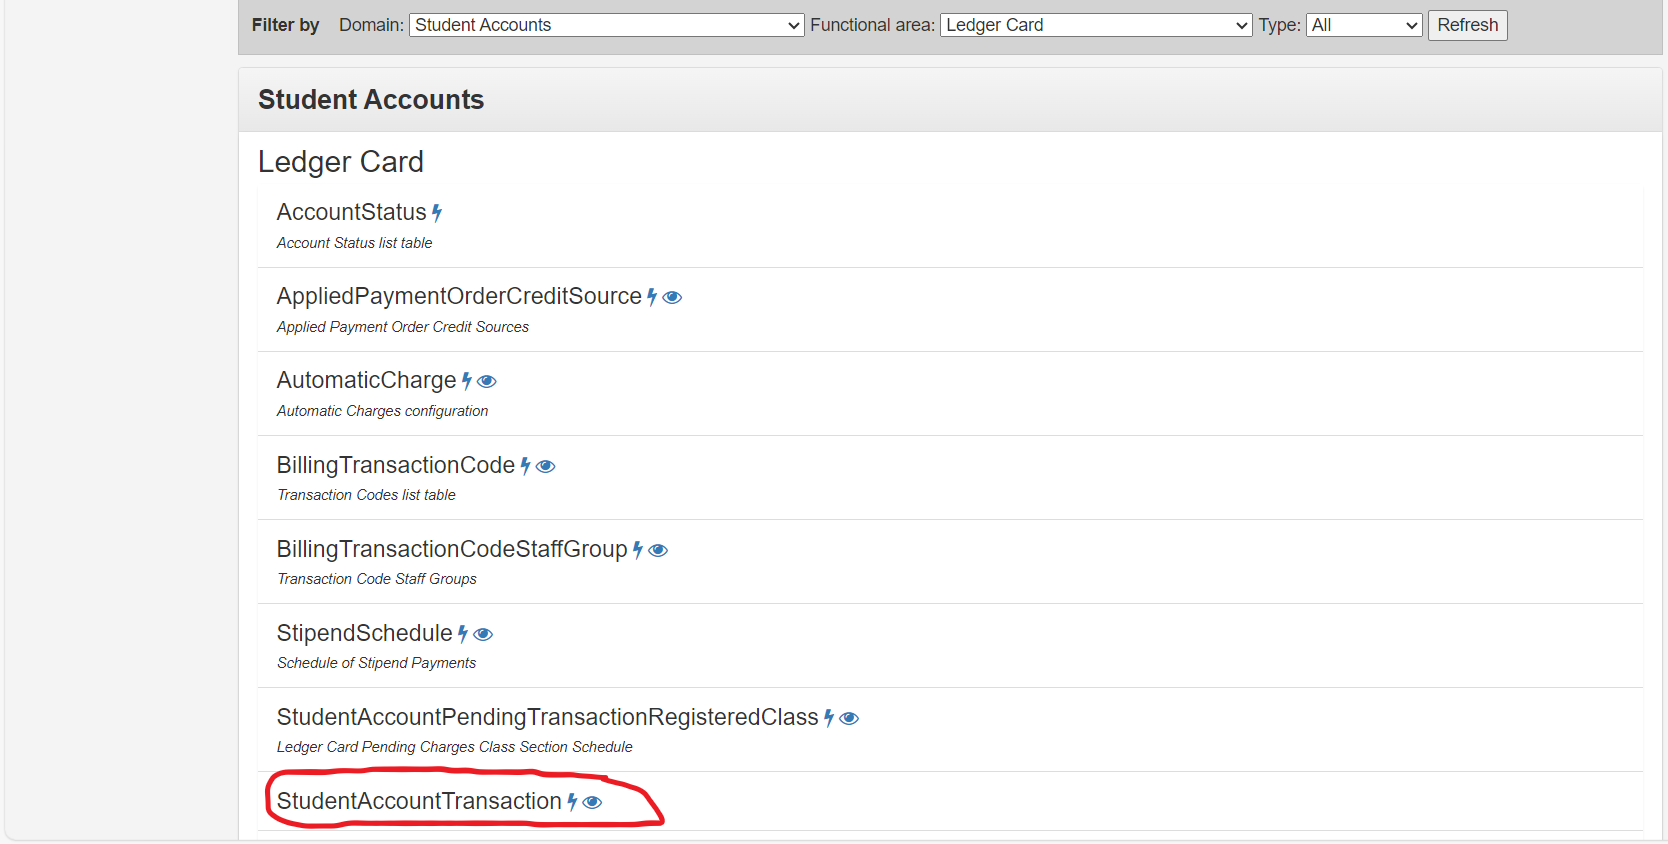 Filter by Domain: Student Accounts Functional area: Ledger Card Type: All Refresh
Student Accounts
Ledger Card
AccountStatus
Account Status list table
AppliedPaymentOrderCreditSource
Applied Payment Order Credit Sources
AutomaticCharge
Automatic Charges configuration
BillingTransactionCode
Transaction Codes list table
BillingTransactionCodeStaffGroup
Transaction Code Staff Groups
StipendSchedule
Schedule of Stipend Payments
StudentAccountPendingTransactionRegisteredClass
Ledger Card Pending Charges Class Section Schedule
StudentAccountTransaction